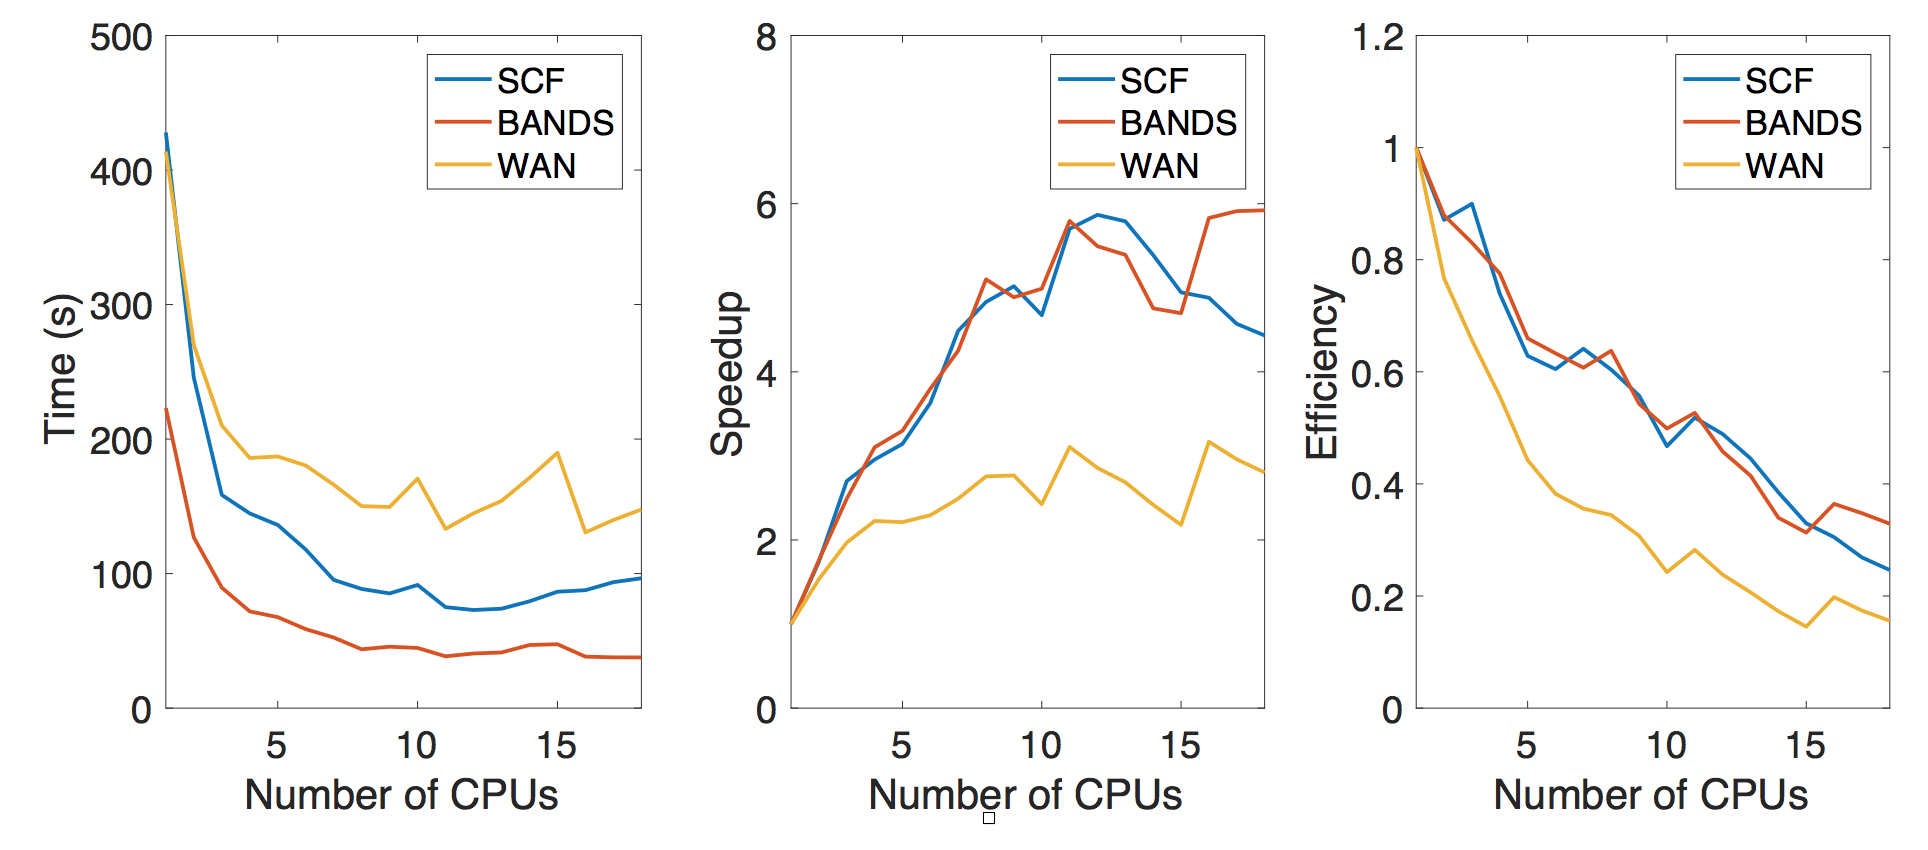 500
400
300
200
100
0
5 10 15
Time (s)
Number of CPUs
SCF
BANDS
WAN
8
6
4
2
0
5 10 15
Speedup
Number of CPUs
SCF
BANDS
WAN
1.2
1
0.8
0.6
0.4
0.2
0
5 10 15
Efficiency
Number of CPUs
SCF
BANDS
WAN